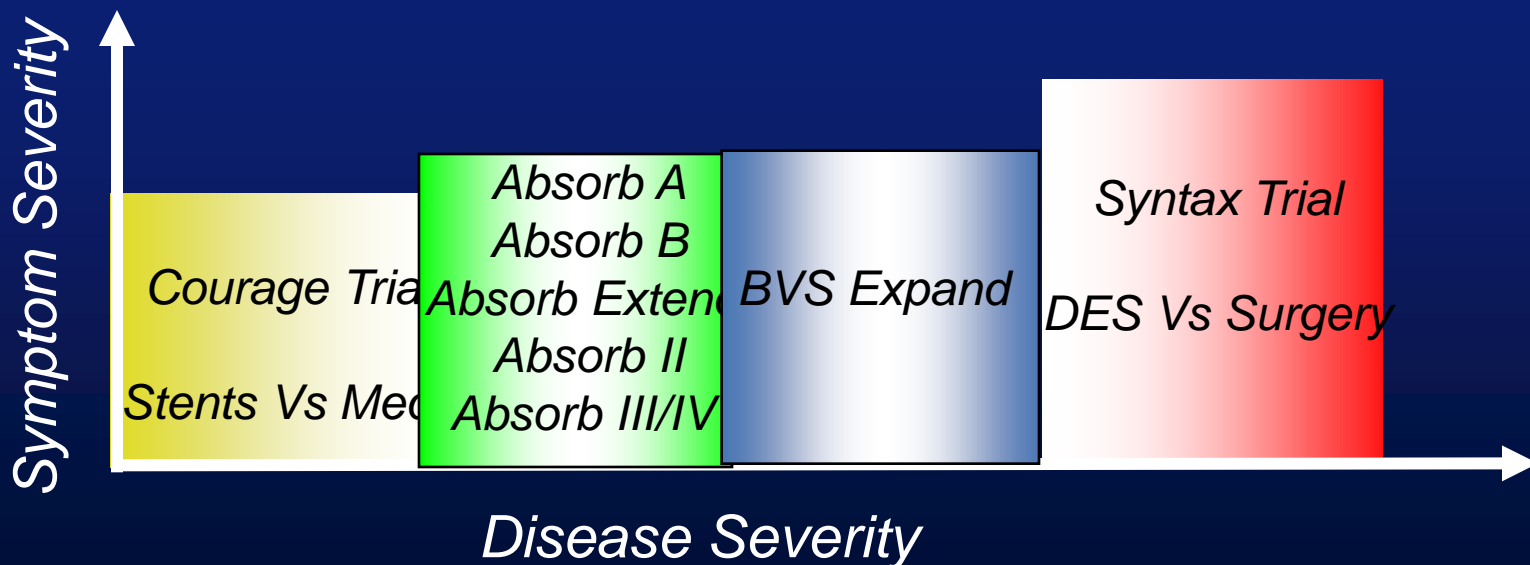 Symptom Severity
Courage Tria
Stents Vs Med
Absorb A
Absorb B
Absorb Exten
Absorb II
Absorb III/IV
BVS Expand
Syntax Trial
DES Vs Surgery
Disease Severity